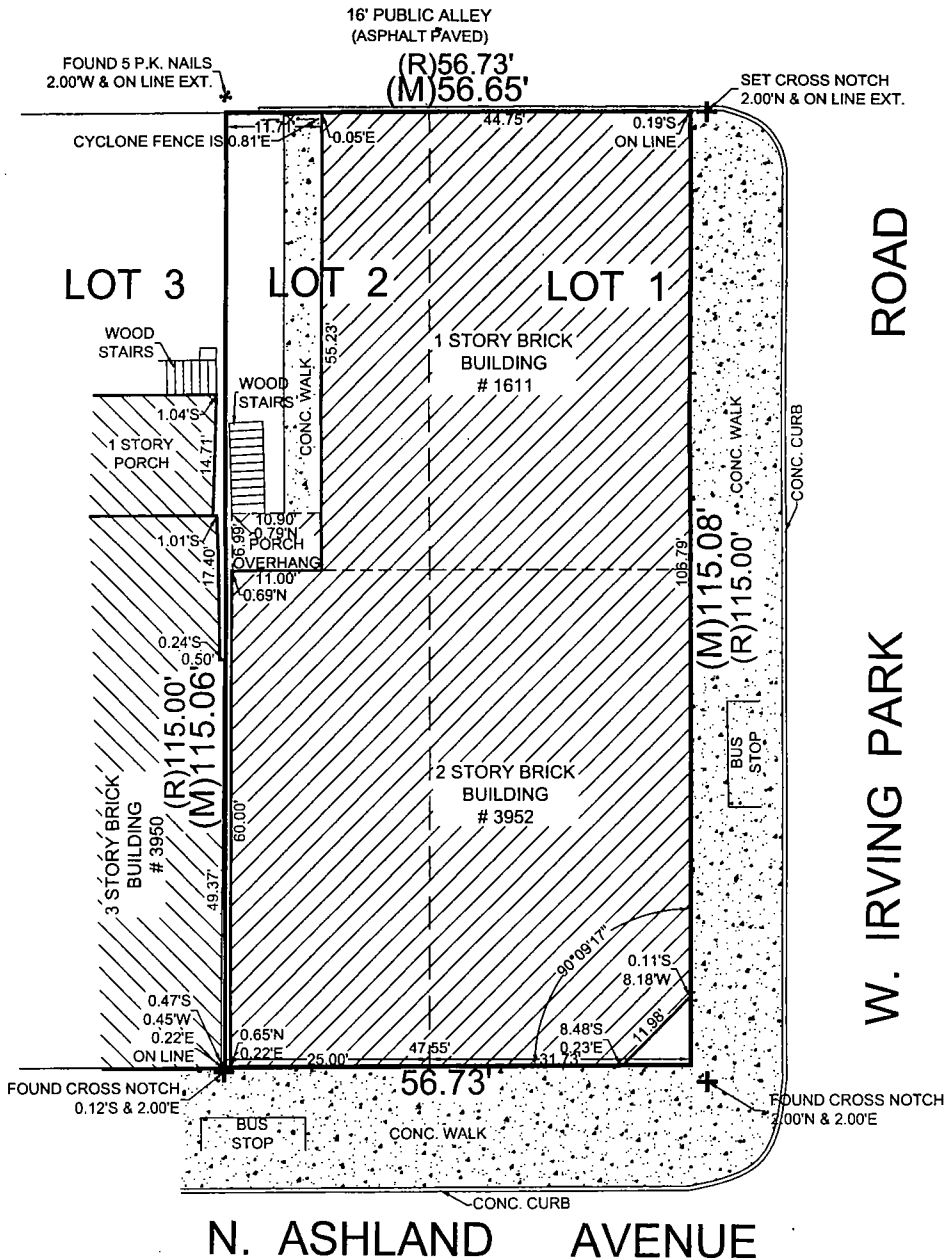 16' PUBLIC ALLEY
(ASPHALT PAVED)
(R)56.73'
(M)56.65'
FOUND 5 P.K. NAILS
2.00'W & ON LINE EXT.
SET CROSS NOTCH
2.00'N & ON LINE EXT.
11.71'
44.75'
0.19'S
ON LINE
CYCLONE FENCE IS 0.81'E
0.05'E
LOT 3
LOT 2
LOT 1
ROAD
WOOD
STAIRS
55.23'
1 STORY BRICK
BUILDING
# 1611
WOOD
STAIRS
CONC. WALK
1.04'S
1 STORY
PORCH
14.71'
CONC. WALK
CONC. CURB
1.01'S
17.40'
10.90'
0.79'N
6.99'
PORCH
OVERHANG
11.00'
0.69'N
106.79'
(M)115.08'
(R)115.00'
0.24'S
0.50'
(R)115.00'
(M)115.06'
W. IRVING PARK
BUS
STOP
2 STORY BRICK
BUILDING
# 3952
60.00'
3 STORY BRICK
BUILDING
# 3950
49.37'
90°09'17"
0.11'S
8.18'W
11.98'
0.47'S
0.45'W
0.22'E
ON LINE
0.65'N
0.22'E
8.48'S
0.23'E
25.00'
47.55'
31.73'
56.73'
FOUND CROSS NOTCH
0.12'S & 2.00'E
FOUND CROSS NOTCH
2.00'N & 2.00'E
BUS
STOP
CONC. WALK
CONC. CURB
N. ASHLAND AVENUE